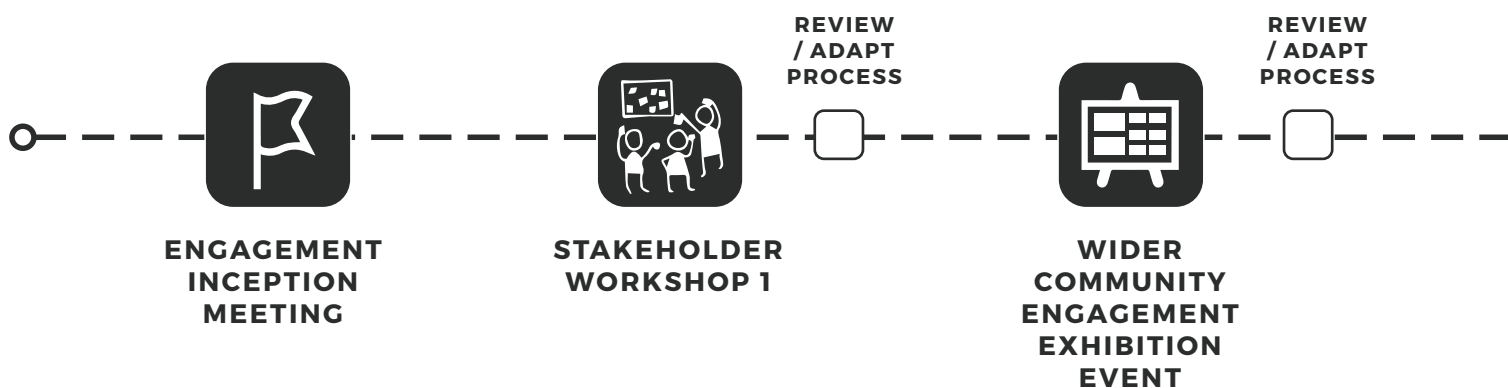 ENGAGEMENT
INCEPTION
MEETING
STAKEHOLDER
WORKSHOP 1
REVIEW
/ ADAPT
PROCESS
WIDER
COMMUNITY
ENGAGEMENT
EXHIBITION
EVENT
REVIEW
/ ADAPT
PROCESS